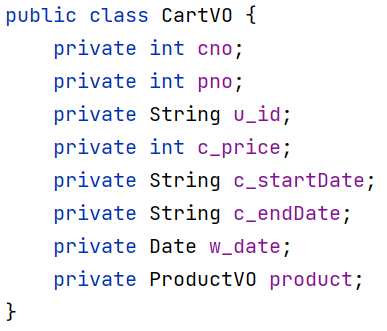 public class CartVO {
    private int cno;
    private int pno;
    private String u_id;
    private int c_price;
    private String c_startDate;
    private String c_endDate;
    private Date w_date;
    private ProductVO product;
}